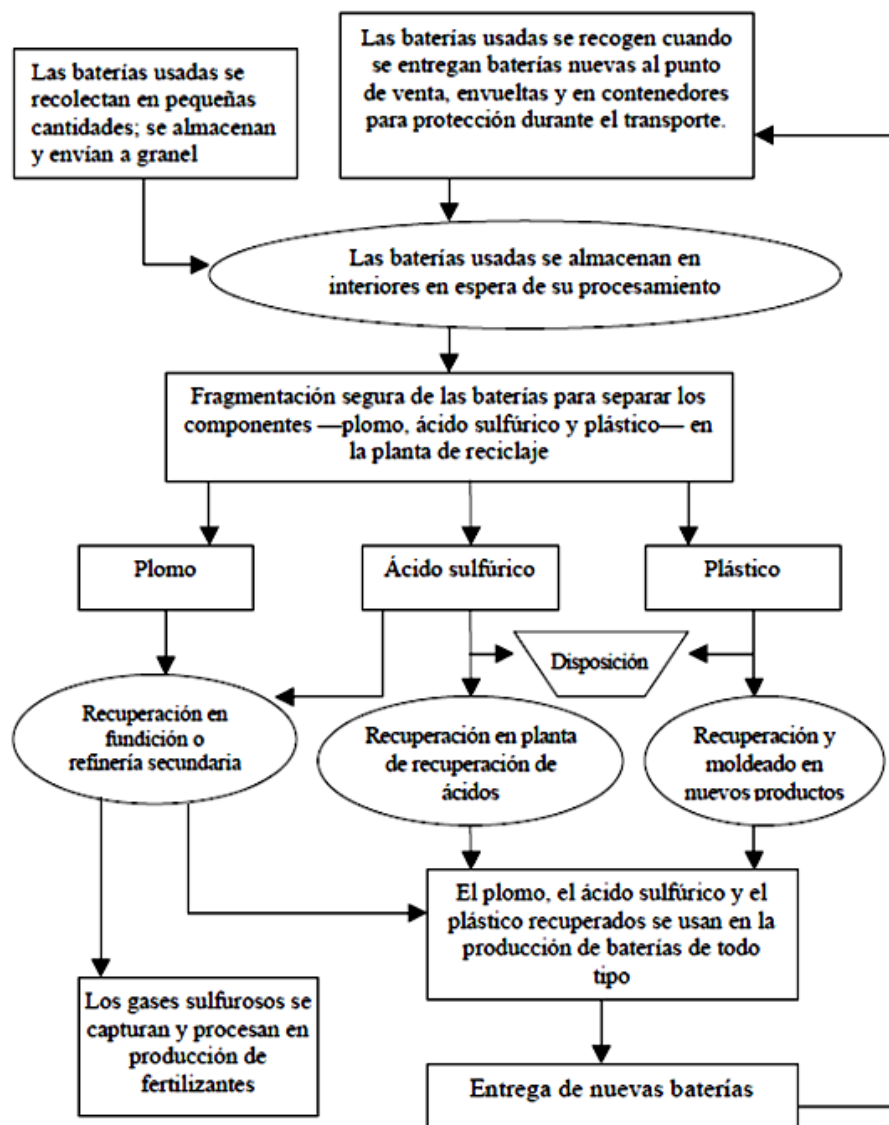 Las baterías usadas se
recolectan en pequeñas
cantidades; se almacenan
y envían a granel
Las baterías usadas se recogen cuando
se entregan baterías nuevas al punto
de venta, envueltas y en contenedores
para protección durante el transporte.
Las baterías usadas se almacenan en
interiores en espera de su procesamiento
Fragmentación segura de las baterías para separar los
componentes —plomo, ácido sulfúrico y plástico— en
la planta de reciclaje
Plomo
Ácido sulfúrico
Plástico
Disposición
Recuperación en
fundición o
refinería secundaria
Recuperación en planta
de recuperación de
ácidos
Recuperación y
moldeado en
nuevos productos
El plomo, el ácido sulfúrico y el
plástico recuperados se usan en la
producción de baterías de todo
tipo
Los gases sulfurosos se
capturan y procesan en
producción de
fertilizantes
Entrega de nuevas baterías